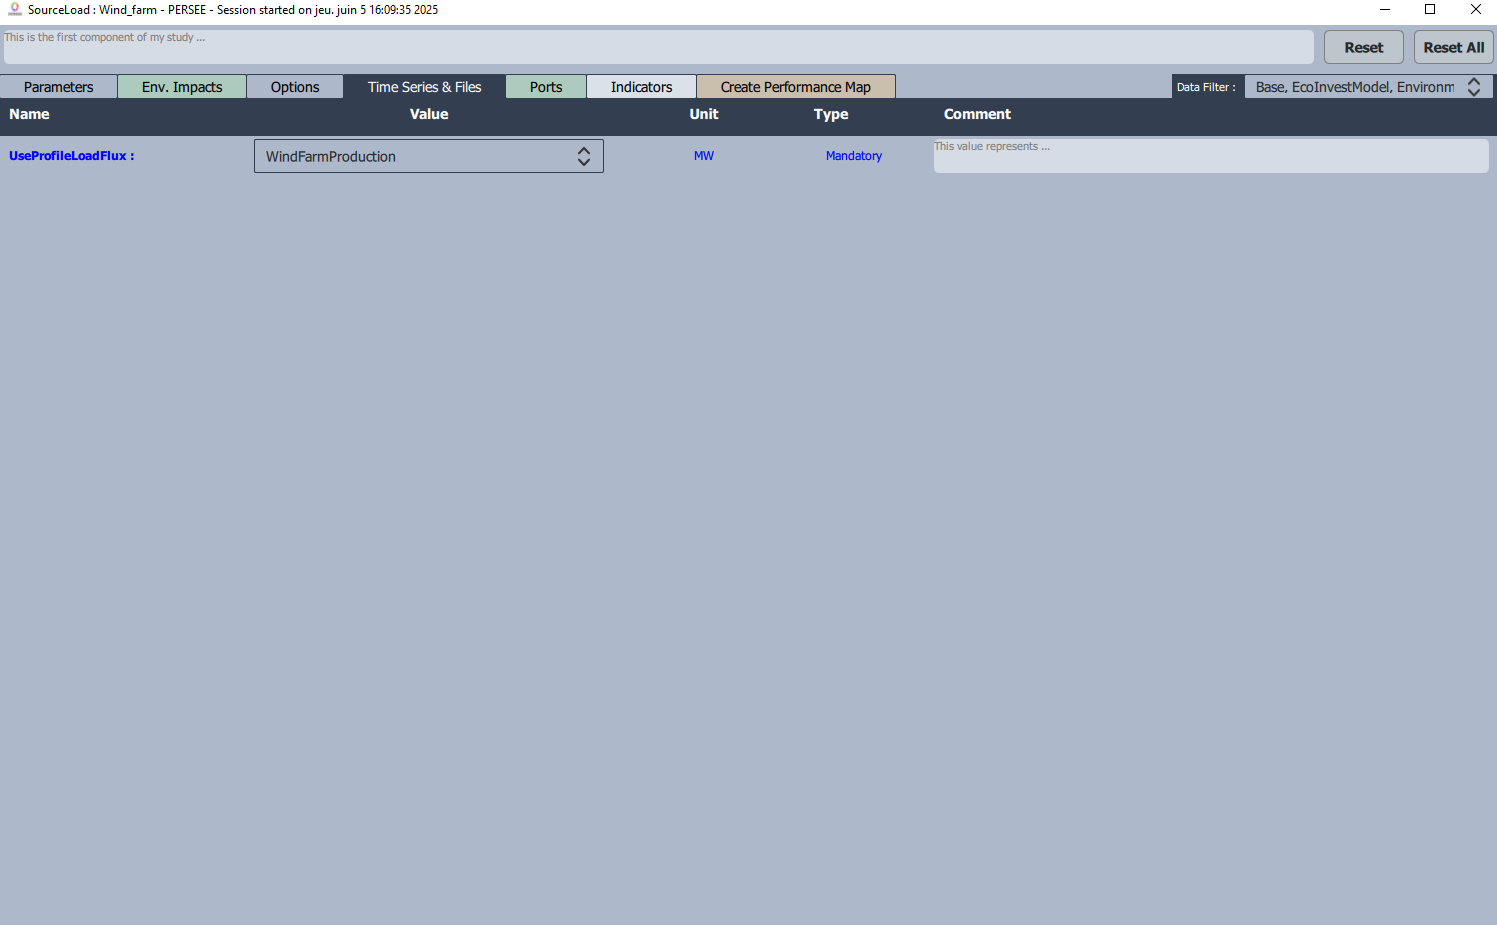 SourceLoad : Wind_farm - PERSEE - Session started on jeu. juin 5 16:09:35 2025
This is the first component of my study ...
Reset
Reset All
Parameters
Env. Impacts
Options
Time Series & Files
Ports
Indicators
Create Performance Map
Data Filter :
Base, EcoInvestModel, Environm
Name
Value
Unit
Type
Comment
UseProfileLoadFlux :
WindFarmProduction
MW
Mandatory
This value represents ...